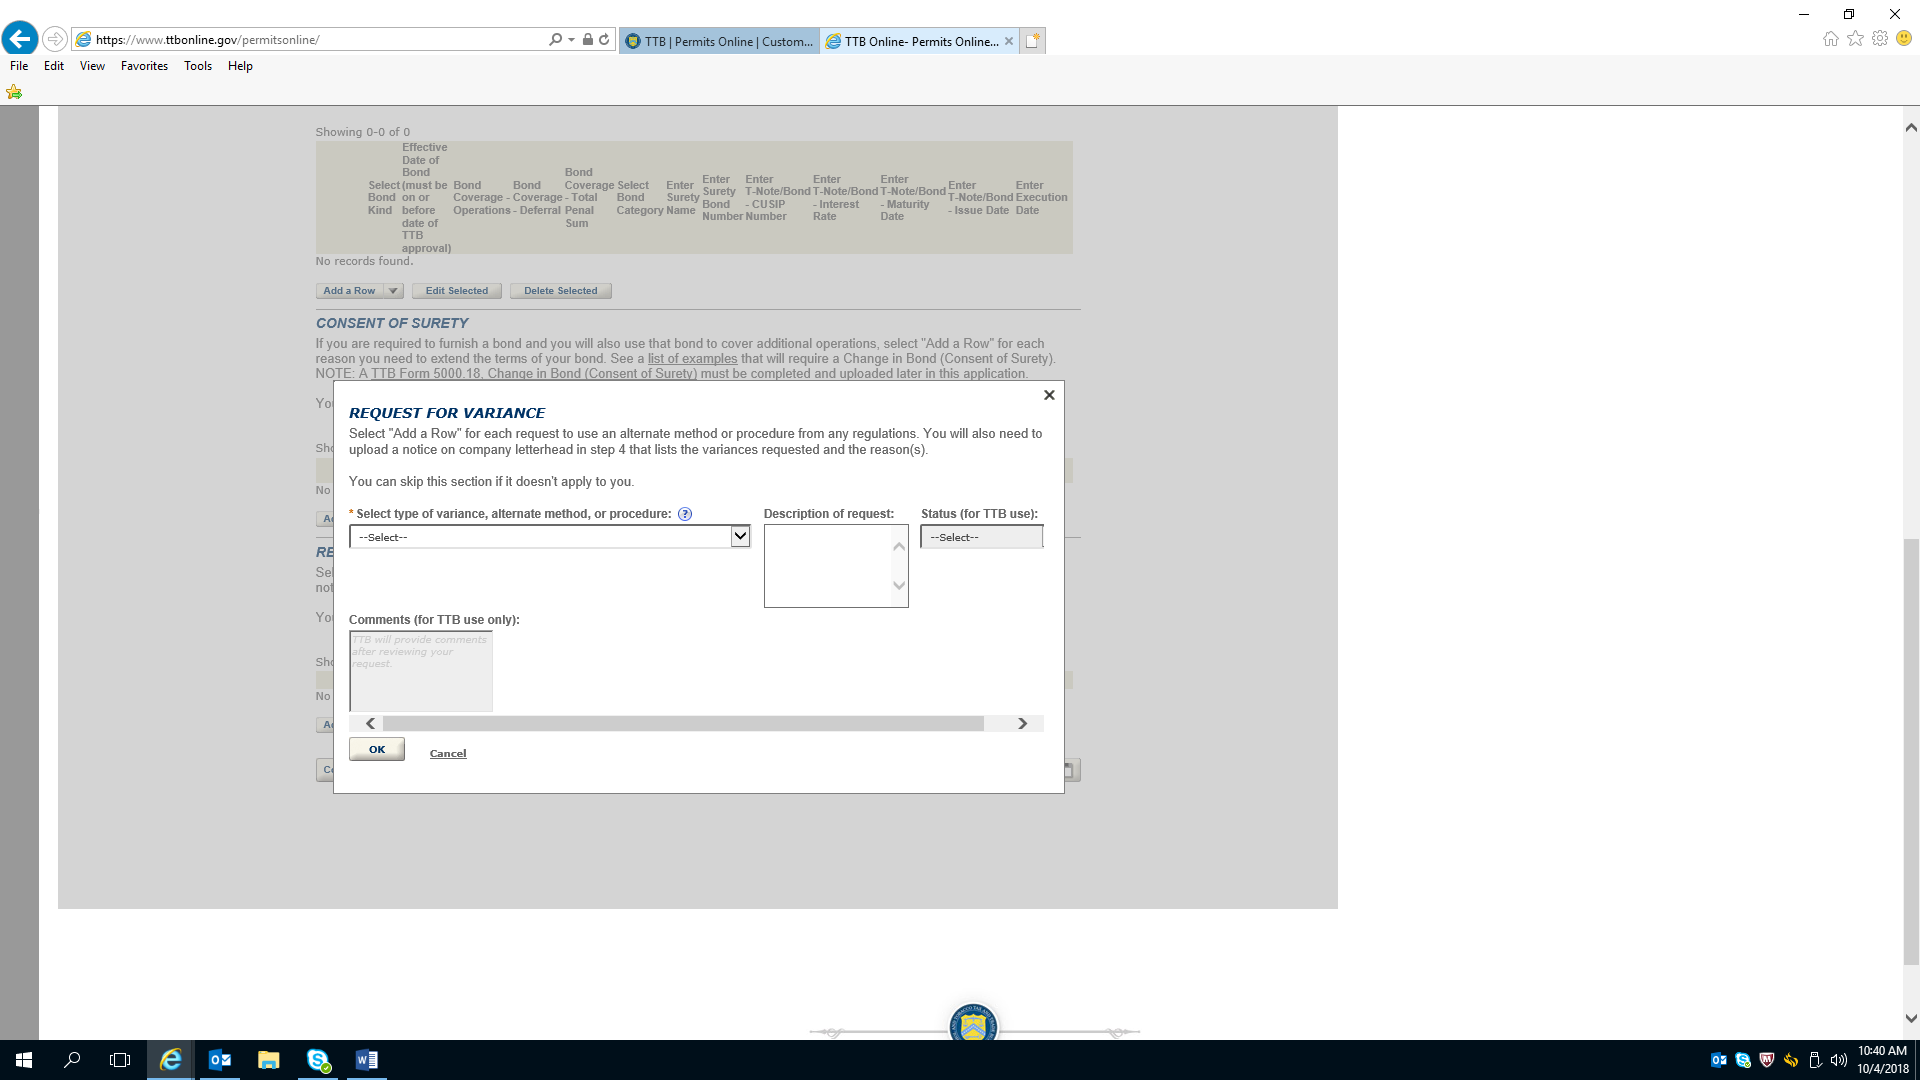 https://www.ttbonline.gov/permitsonline/
TTB | Permits Online | Custom...
TTB Online- Permits Online...
File Edit View Favorites Tools Help
Showing 0-0 of 0
Select Bond Kind
Effective Date of Bond (must be on or before date of TTB approval)
Bond Coverage - Operations
Bond Coverage - Deferral
Bond Coverage - Total Penal Sum
Select Bond Category
Enter Surety Name
Enter Surety Bond Number
Enter T-Note/Bond - CUSIP Number
Enter T-Note/Bond - Interest Rate
Enter T-Note/Bond - Maturity Date
Enter T-Note/Bond - Issue Date
Enter Execution Date
No records found.
Add a Row Edit Selected Delete Selected
CONSENT OF SURETY
If you are required to furnish a bond and you will also use that bond to cover additional operations, select "Add a Row" for each
reason you need to extend the terms of your bond. See a list of examples that will require a Change in Bond (Consent of Surety).
NOTE: A TTB Form 5000.18, Change in Bond (Consent of Surety) must be completed and uploaded later in this application.
REQUEST FOR VARIANCE
Select "Add a Row" for each request to use an alternate method or procedure from any regulations. You will also need to
upload a notice on company letterhead in step 4 that lists the variances requested and the reason(s).
You can skip this section if it doesn't apply to you.
* Select type of variance, alternate method, or procedure: ? Description of request: Status (for TTB use):
--Select-- --Select--
Comments (for TTB use only):
TTB will provide comments
after reviewing your
request.
OK Cancel
10:40 AM
10/4/2018